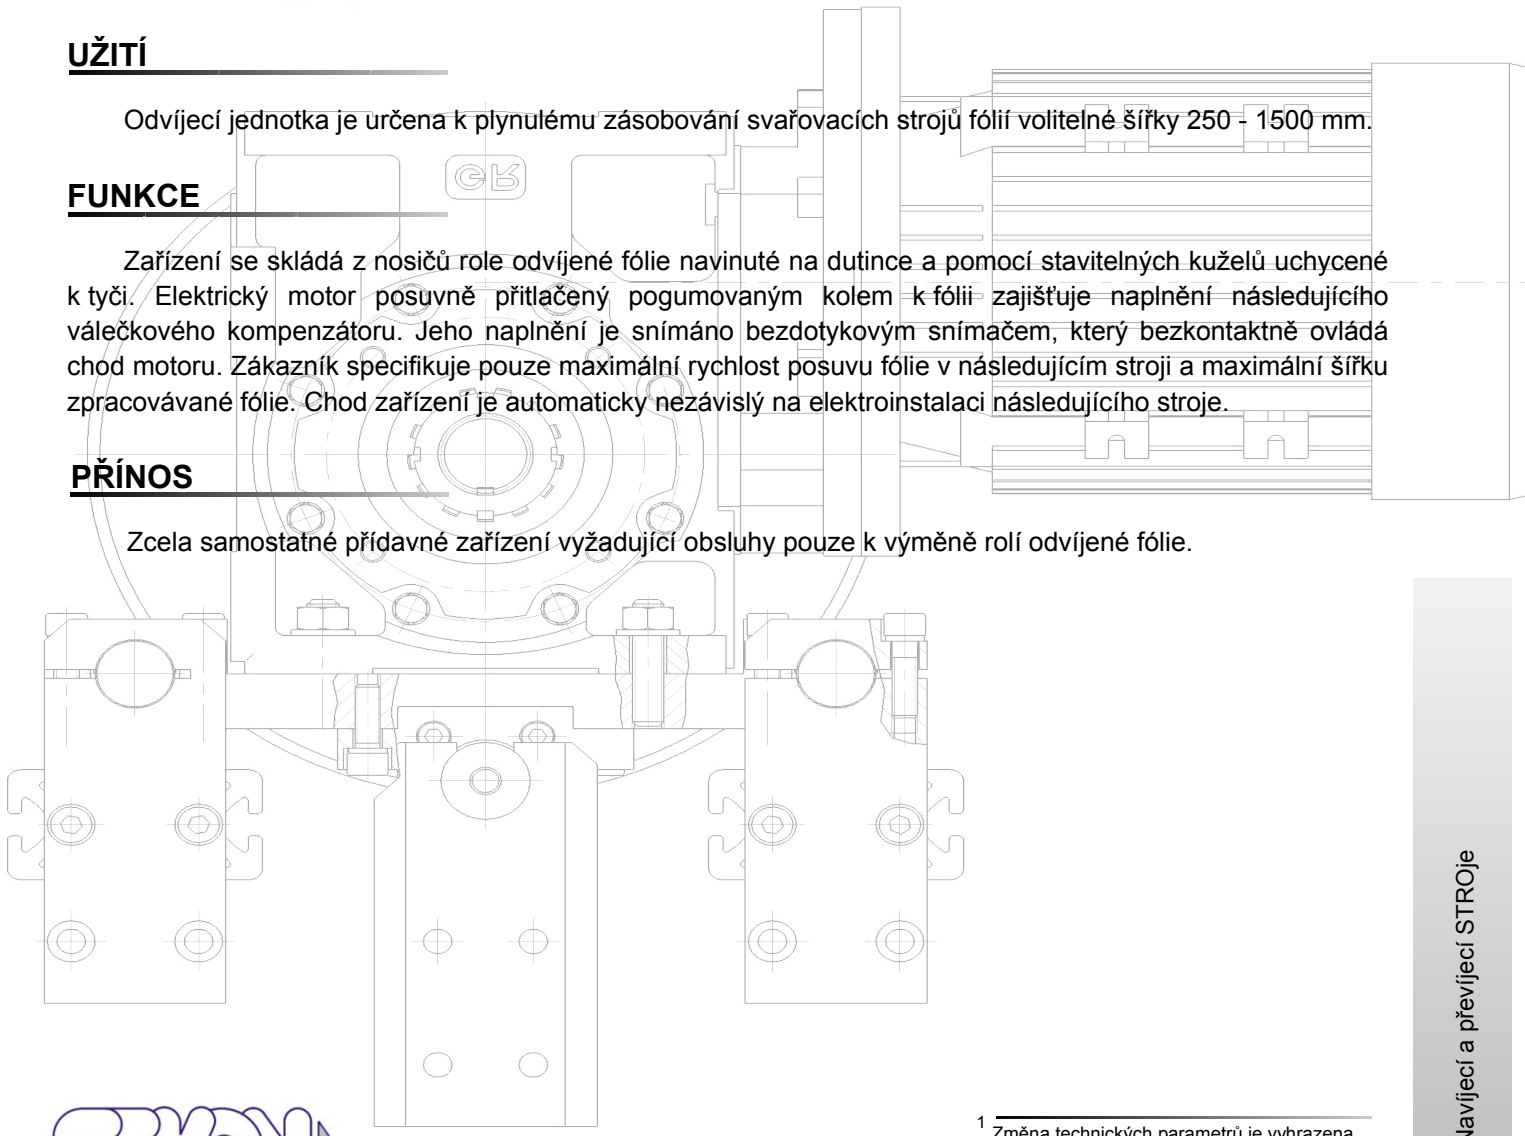 UŽITÍ
Odvíjecí jednotka je určena k plynulému zásobování svařovacích strojů fólií volitelné šířky 250 - 1500 mm.
FUNKCE
Zařízení se skládá z nosičů role odvíjené fólie navinuté na dutince a pomocí stavitelných kuželů uchycené
k tyči. Elektrický motor posuvně přitlačený pogumovaným kolem k fólii zajišťuje naplnění následujícího
válečkového kompenzátoru. Jeho naplnění je snímáno bezdotykovým snímačem, který bezkontaktně ovládá
chod motoru. Zákazník specifikuje pouze maximální rychlost posuvu fólie v následujícím stroji a maximální šířku
zpracovávané fólie. Chod zařízení je automaticky nezávislý na elektroinstalaci následujícího stroje.
PŘÍNOS
Zcela samostatné přídavné zařízení vyžadující obsluhy pouze k výměně rolí odvíjené fólie.
GR
Navíjecí a převíjecí STROje
1 Změna technických parametrů je vyhrazena